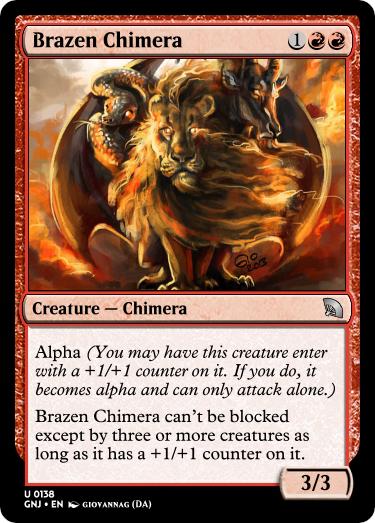 Brazen Chimera 1
2013
Creature — Chimera
Alpha (You may have this creature enter
with a +1/+1 counter on it. If you do, it
becomes alpha and can only attack alone.)
Brazen Chimera can't be blocked
except by three or more creatures as
long as it has a +1/+1 counter on it.
3/3
U 0138
GNJ • EN GIOVANNAG (DA)